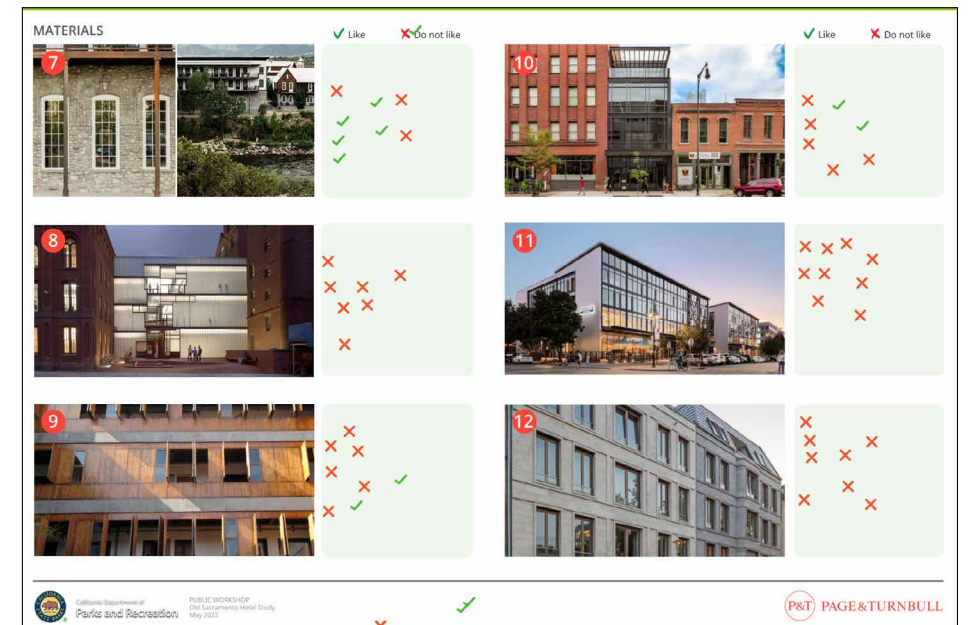 MATERIALS
Like
Do not like
Like
Do not like
7
10
8
11
9
12
California Department of
Parks and Recreation
PUBLIC WORKSHOP
Old Sacramento Hotel Study
May 2022
P&T
PAGE & TURNBULL